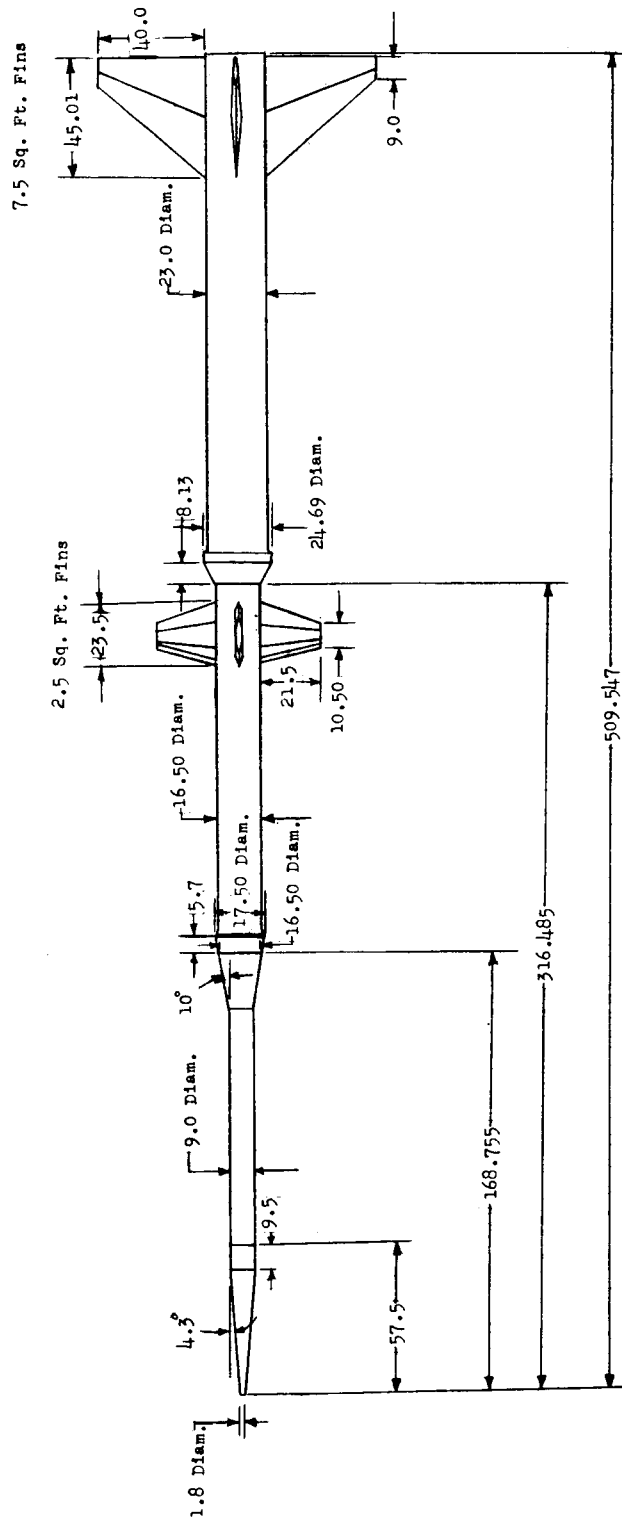 7.5 Sq. Ft. Fins
45.01
40.0
9.0
23.0 Diam.
8.13
24.69 Diam.
2.5 Sq. Ft. Fins
23.5
21.5
10.50
16.50 Diam.
5.7
17.50 Diam.
16.50 Diam.
10°
9.0 Diam.
9.5
4.3°
1.8 Diam.
57.5
168.755
316.485
509.547